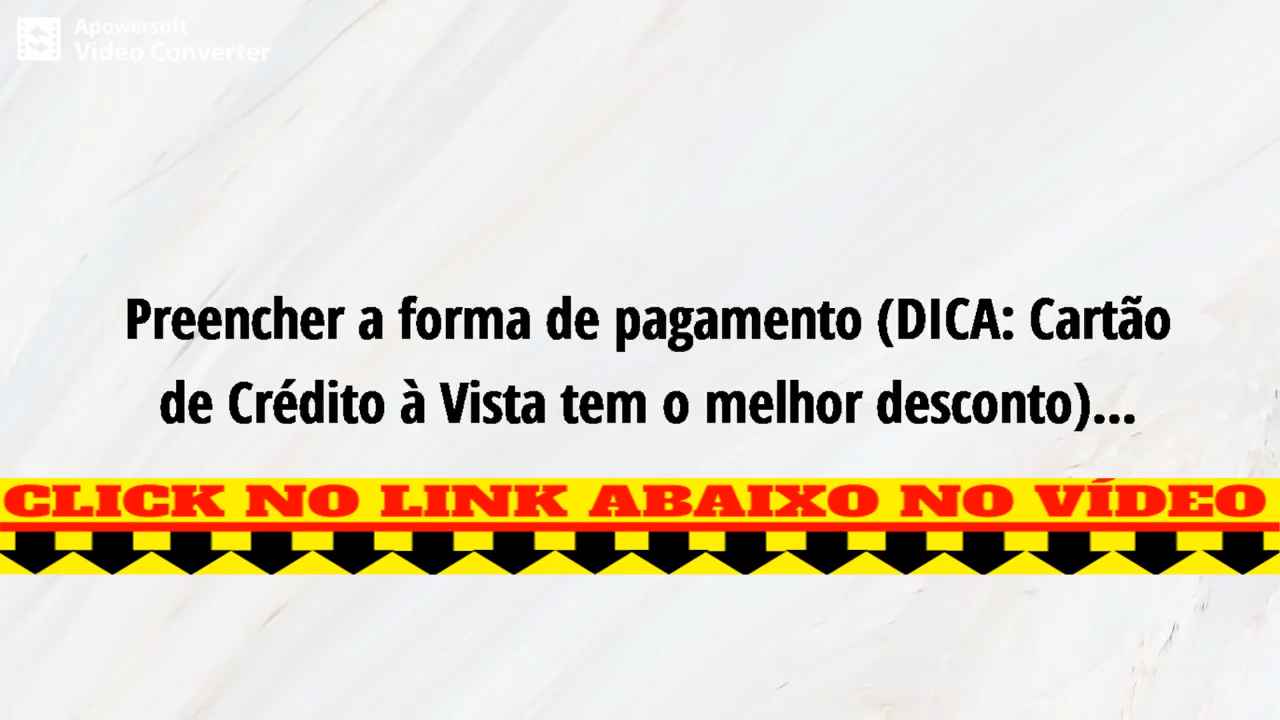 Apowersoft
Video Converter
Preencher a forma de pagamento (DICA: Cartão
de Crédito à Vista tem o melhor desconto)...
CLICK NO LINK ABAIXO NO VÍDEO